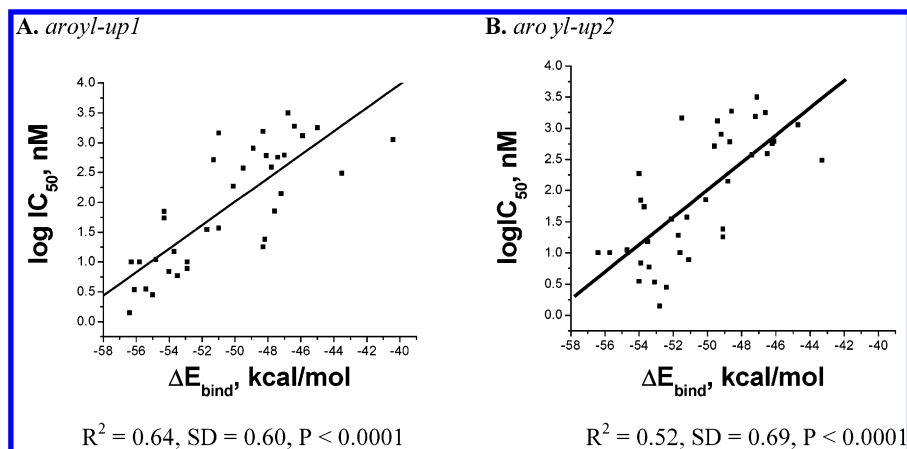 A. aroyl-up1
4.0
3.5
3.0
2.5
2.0
1.5
1.0
0.5
0.0
log IC50, nM
-58 -56 -54 -52 -50 -48 -46 -44 -42 -40
ΔEbind, kcal/mol
R2 = 0.64, SD = 0.60, P < 0.0001
B. aro yl-up2
4.0
3.5
3.0
2.5
2.0
1.5
1.0
0.5
0.0
logIC50, nM
-58 -56 -54 -52 -50 -48 -46 -44 -42 -40
ΔEbind, kcal/mol
R2 = 0.52, SD = 0.69, P < 0.0001